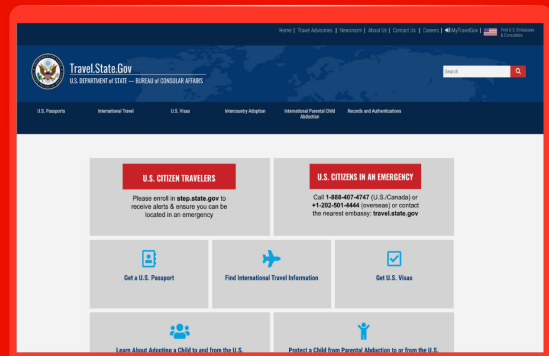 Home | Travel Advisories | Newsroom | About Us | Contact Us | Careers | MyTravelGov | Find U.S. Embassies
& Consulates
Travel.State.Gov
U.S. DEPARTMENT of STATE — BUREAU of CONSULAR AFFAIRS
Search
U.S. Passports International Travel U.S. Visas Intercountry Adoption International Parental Child Records and Authentications
Abduction
U.S. CITIZEN TRAVELERS
Please enroll in step.state.gov to
receive alerts & ensure you can be
located in an emergency
U.S. CITIZENS IN AN EMERGENCY
Call 1-888-407-4747 (U.S./Canada) or
+1-202-501-4444 (overseas) or contact
the nearest embassy: travel.state.gov
Get a U.S. Passport
Find International Travel Information
Get U.S. Visas
Learn About Adopting a Child to and from the U.S.
Protect a Child from Parental Abduction to or from the U.S.